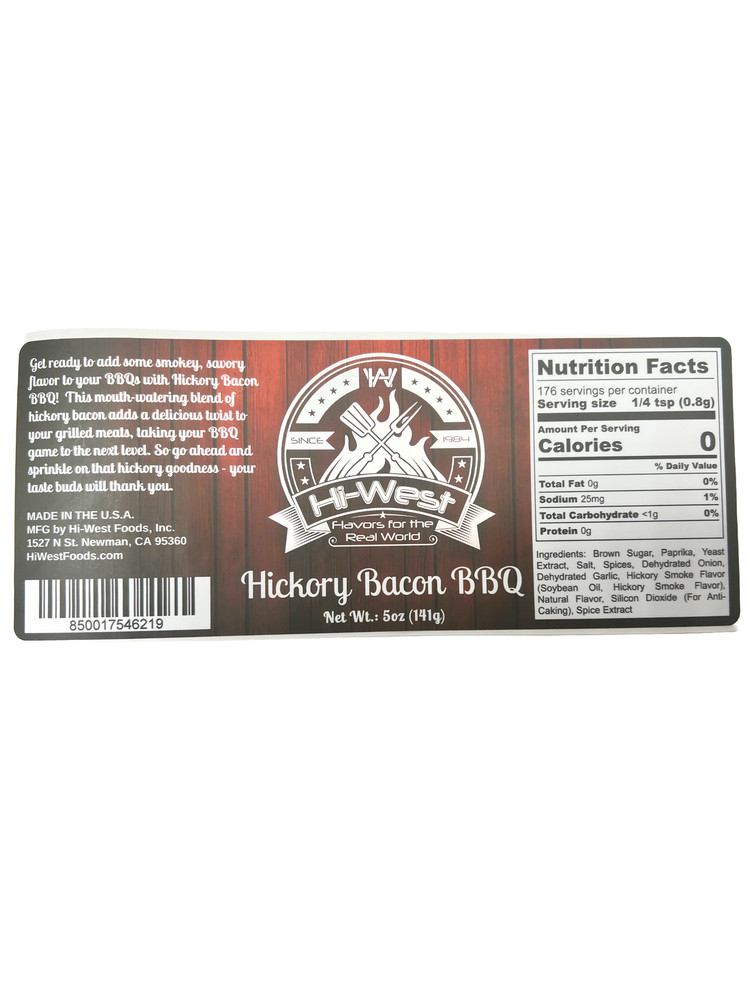 Get ready to add some smokey, savory
flavor to your BBQs with Hickory Bacon
BBQ! This mouth-watering blend of
hickory bacon adds a delicious twist to
your grilled meats, taking your BBQ
game to the next level. So go ahead and
sprinkle on that hickory goodness - your
taste buds will thank you.
MADE IN THE U.S.A.
MFG by Hi-West Foods, Inc.
1527 N St. Newman, CA 95360
HiWestFoods.com
850017546219
HW
SINCE 1984
Hi-West
Flavors for the
Real World
Hickory Bacon BBQ
Net Wt.: 5oz (141g)
Nutrition Facts
176 servings per container
Serving size 1/4 tsp (0.8g)
Amount Per Serving
Calories 0
% Daily Value
Total Fat 0g 0%
Sodium 25mg 1%
Total Carbohydrate <1g 0%
Protein 0g
Ingredients: Brown Sugar, Paprika, Yeast
Extract, Salt, Spices, Dehydrated Onion,
Dehydrated Garlic, Hickory Smoke Flavor
(Soybean Oil, Hickory Smoke Flavor),
Natural Flavor, Silicon Dioxide (For Anti-
Caking), Spice Extract